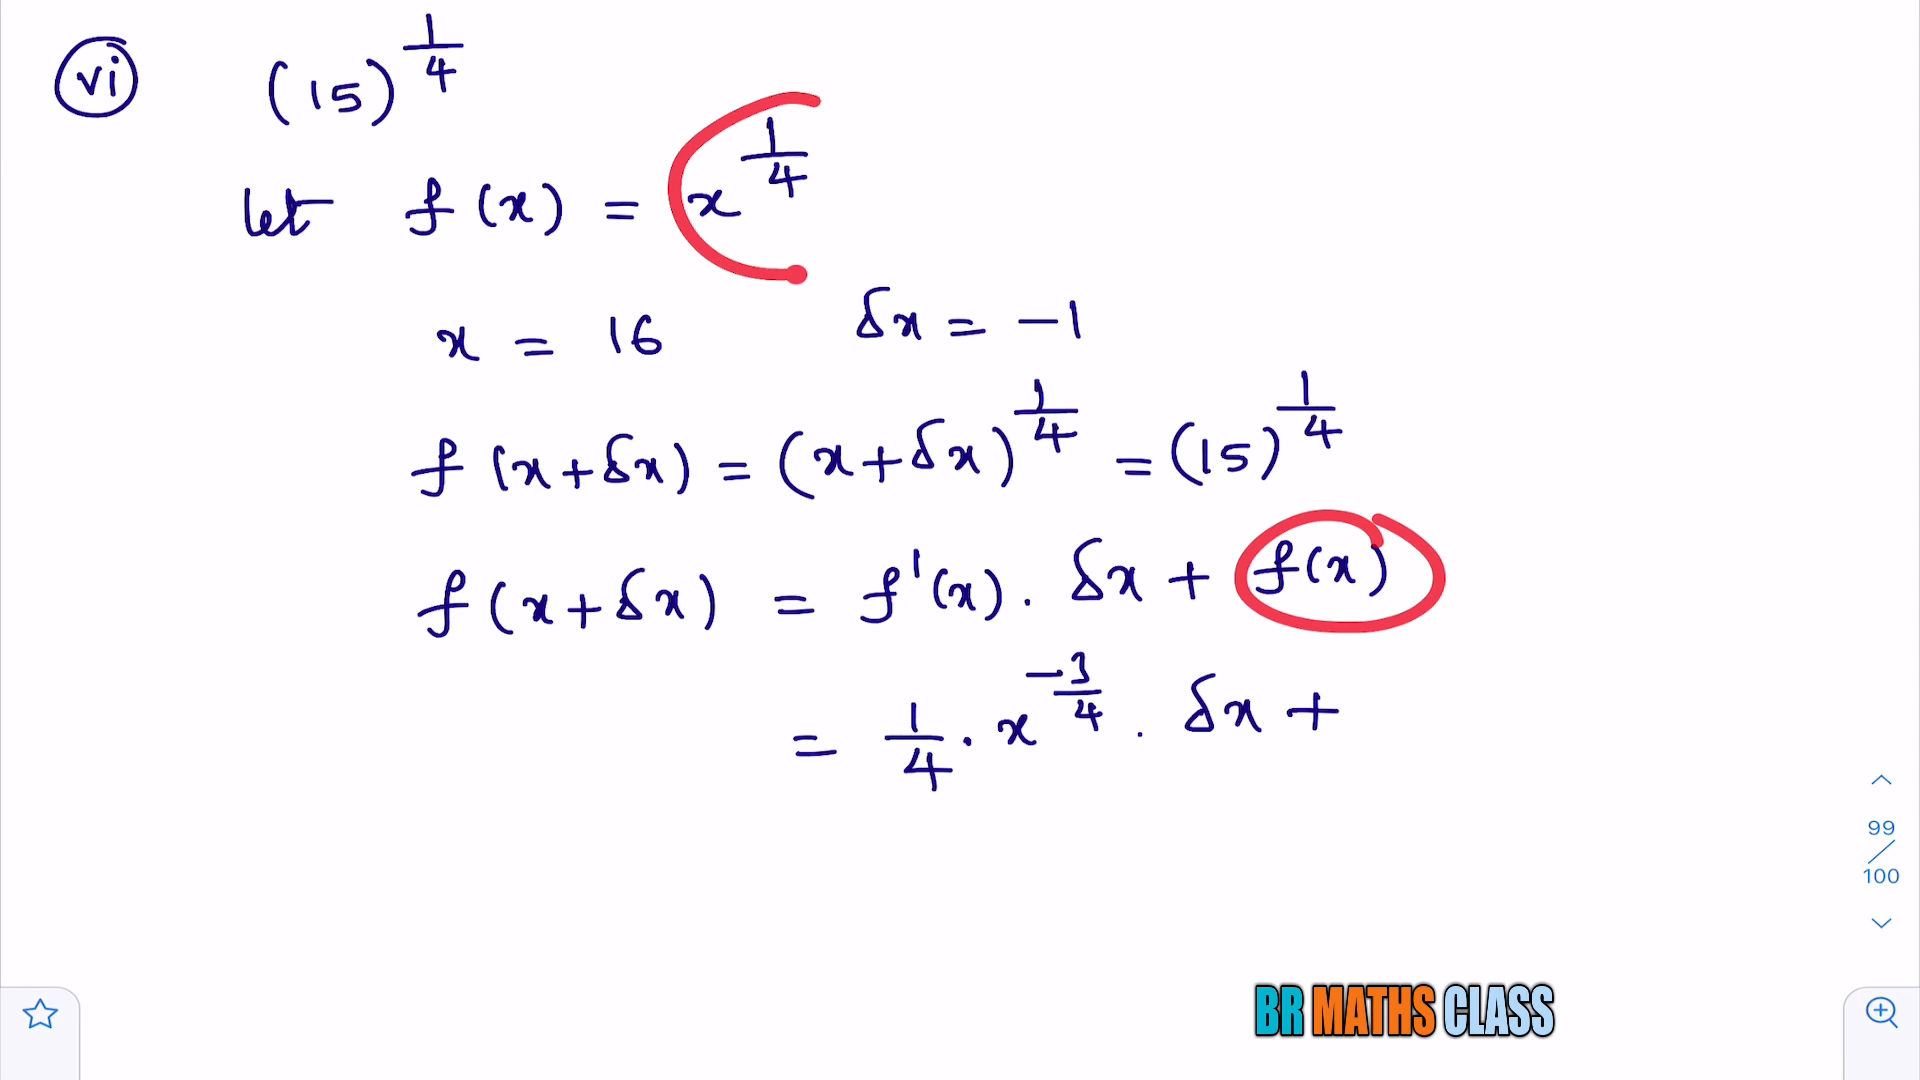 (vi) (15)^{1/4}
let f(x) = x^{1/4}
x = 16 δx = -1
f(x+δx) = (x+δx)^{1/4} = (15)^{1/4}
f(x+δx) = f'(x). δx + f(x)
= 1/4 . x^{-3/4} . δx +
99
/
100
BR MATHS CLASS